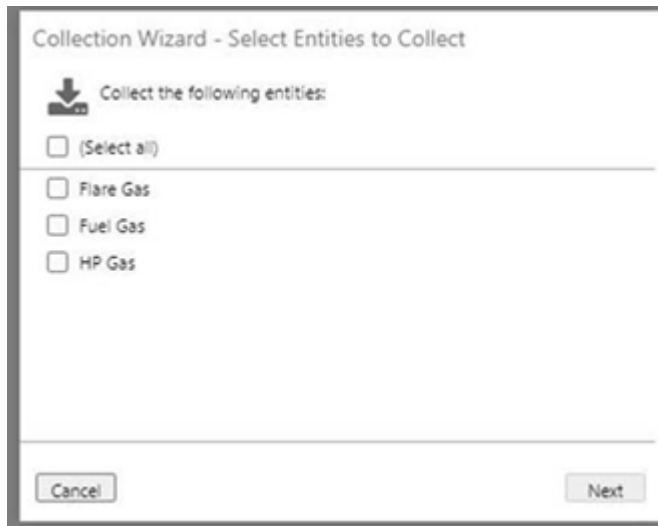 Collection Wizard - Select Entities to Collect
Collect the following entities:
(Select all)
Flare Gas
Fuel Gas
HP Gas
Cancel Next